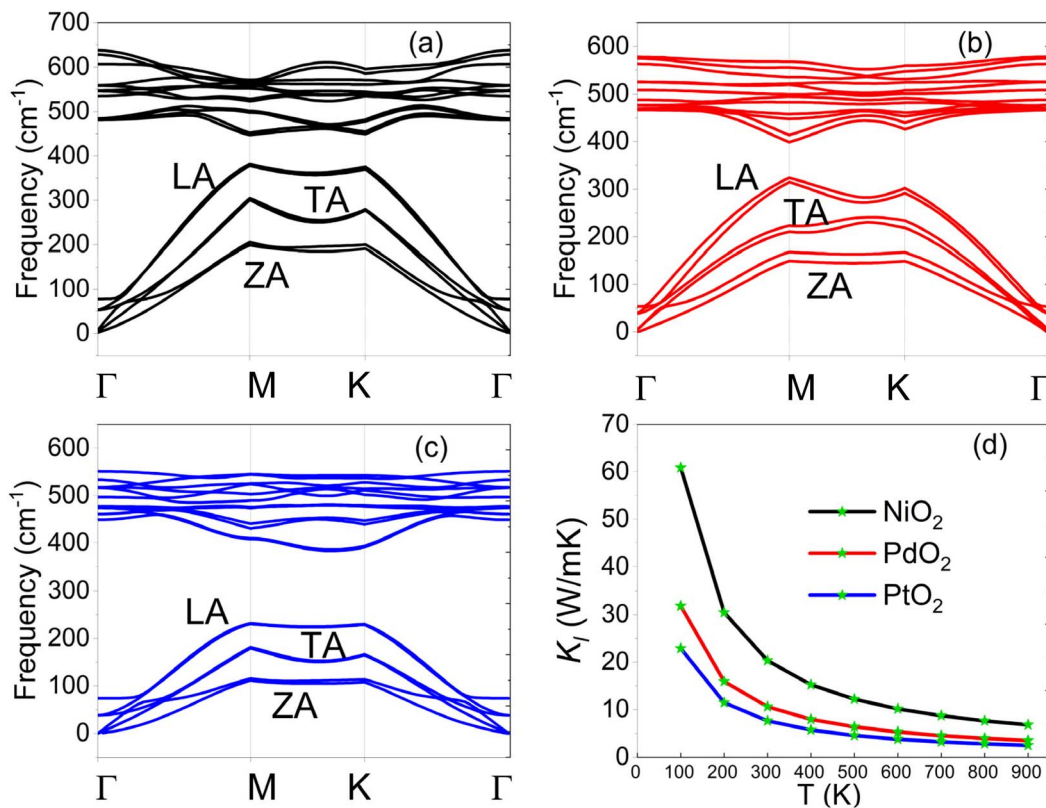 (a)
Frequency (cm⁻¹)
700
600
500
400
300
200
100
0
LA
TA
ZA
Γ M K Γ
(b)
Frequency (cm⁻¹)
600
500
400
300
200
100
0
LA
TA
ZA
Γ M K Γ
(c)
Frequency (cm⁻¹)
600
500
400
300
200
100
0
LA
TA
ZA
Γ M K Γ
(d)
K_l (W/mK)
70
60
50
40
30
20
10
0
NiO₂
PdO₂
PtO₂
0 100 200 300 400 500 600 700 800 900
T (K)